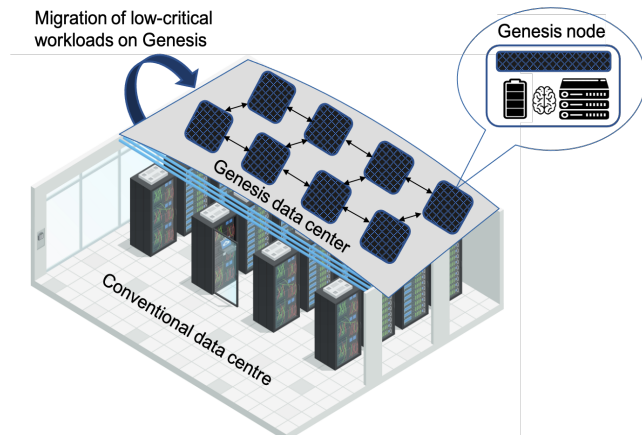 Migration of low-critical
workloads on Genesis
Genesis node
Genesis data center
Conventional data centre